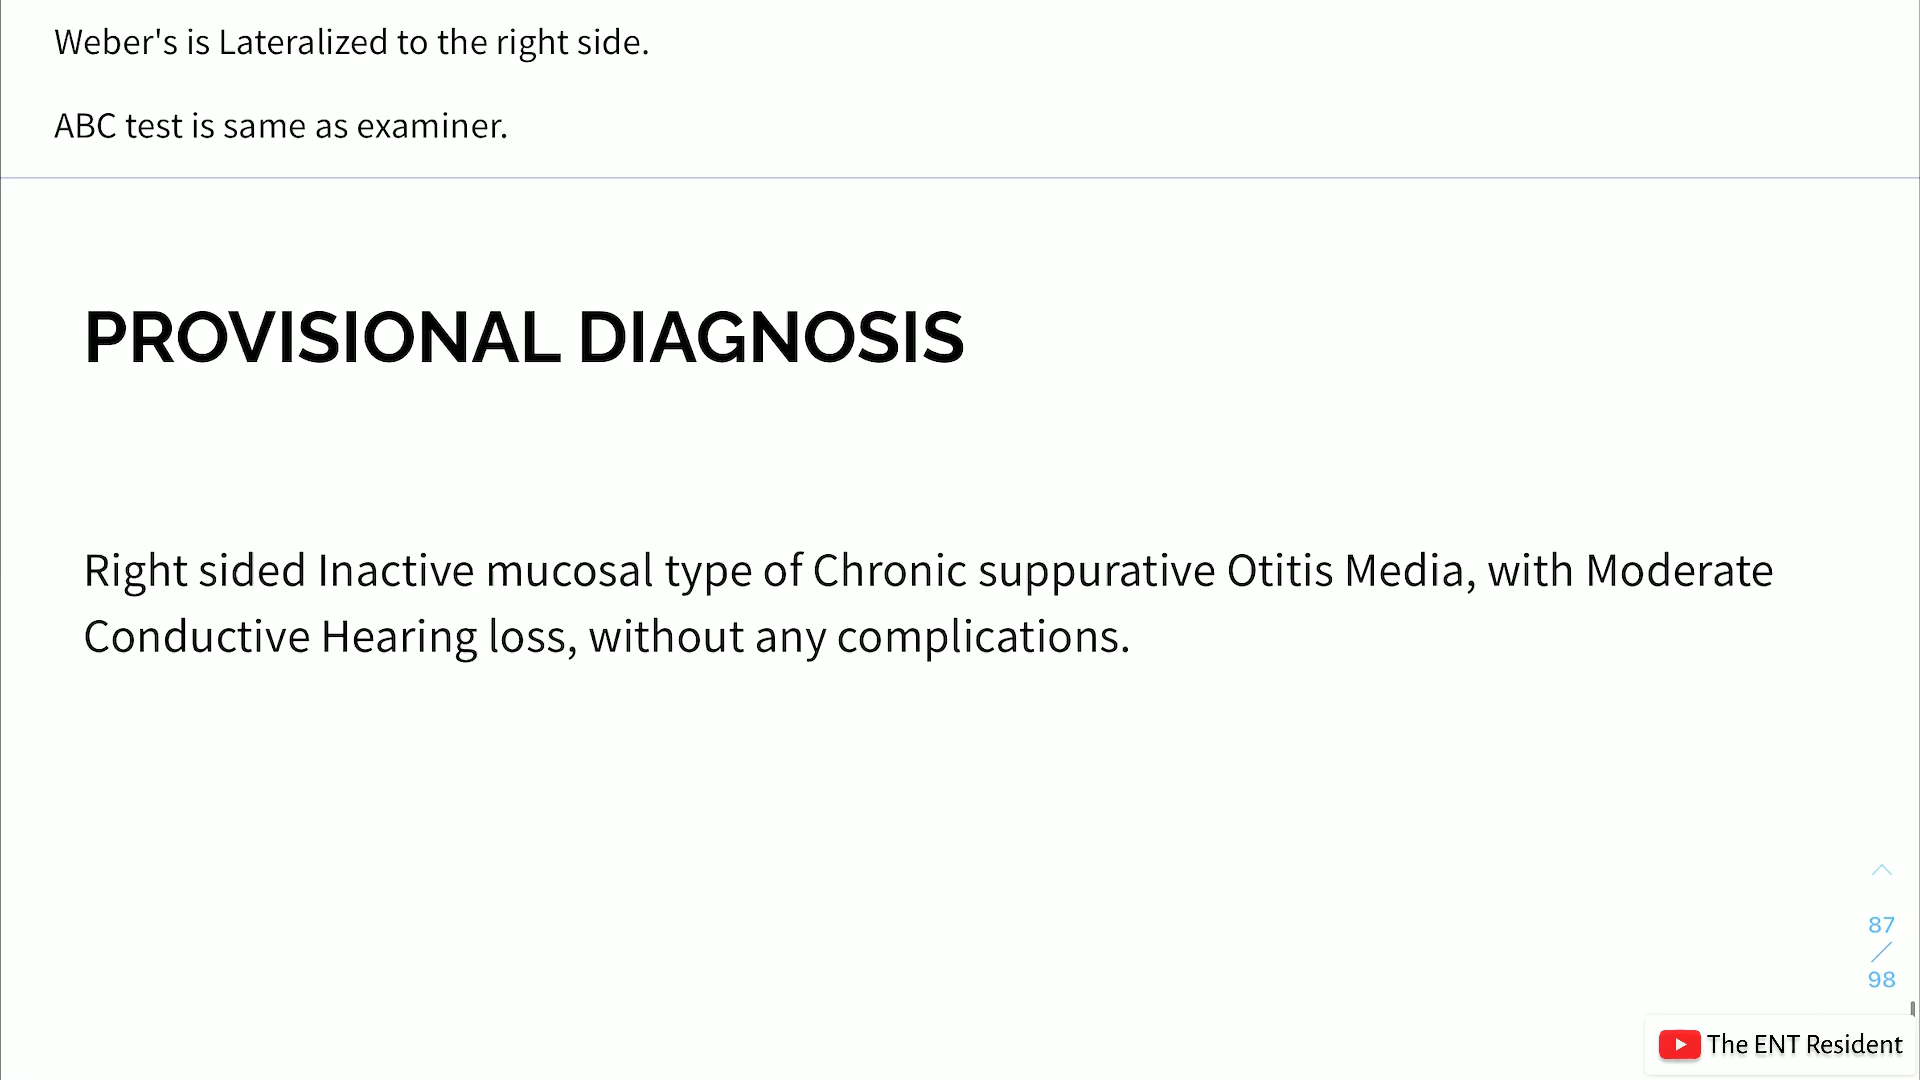 Weber's is Lateralized to the right side.
ABC test is same as examiner.
PROVISIONAL DIAGNOSIS
Right sided Inactive mucosal type of Chronic suppurative Otitis Media, with Moderate
Conductive Hearing loss, without any complications.
87
/
98
The ENT Resident